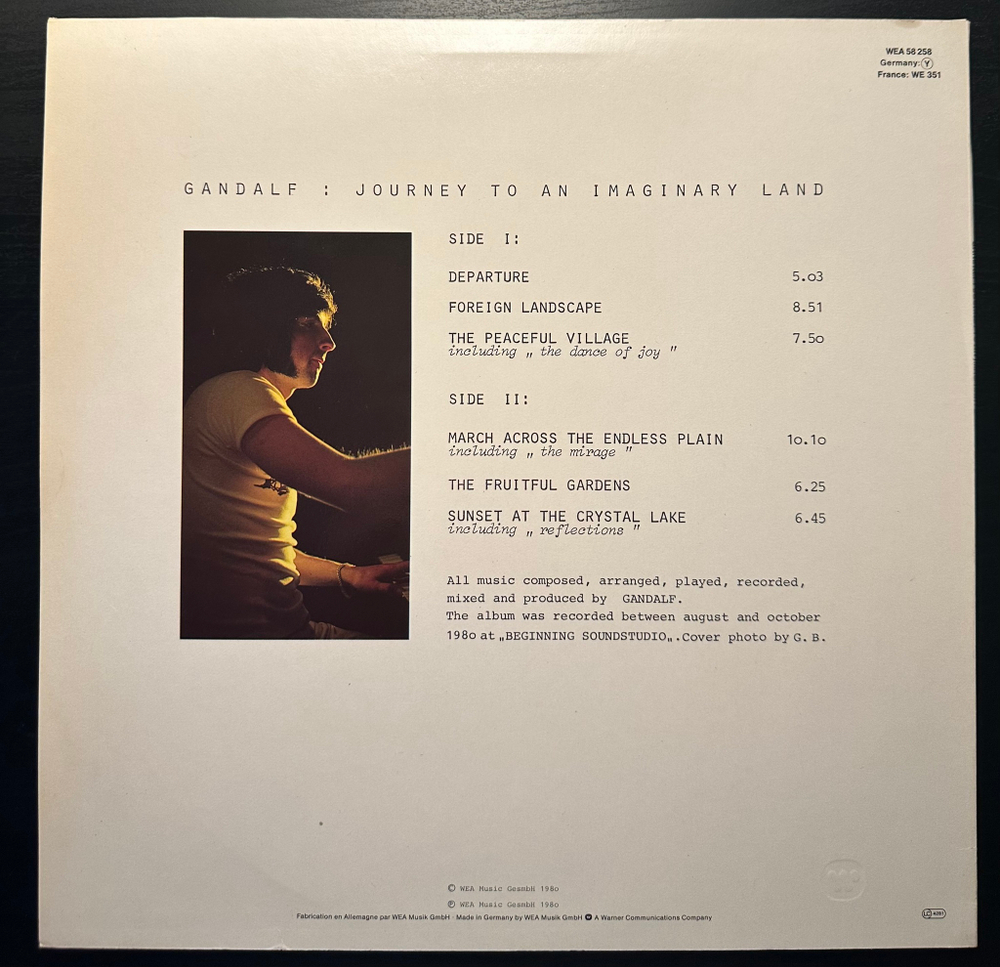 WEA 58 258
Germany: Y
France: WE 351
GANDALF : JOURNEY TO AN IMAGINARY LAND
SIDE I:
DEPARTURE 5.o3
FOREIGN LANDSCAPE 8.51
THE PEACEFUL VILLAGE 7.5o
including „ the dance of joy "
SIDE II:
MARCH ACROSS THE ENDLESS PLAIN 1o.1o
including „ the mirage "
THE FRUITFUL GARDENS 6.25
SUNSET AT THE CRYSTAL LAKE 6.45
including „ reflections "
All music composed, arranged, played, recorded,
mixed and produced by GANDALF.
The album was recorded between august and october
198o at „BEGINNING SOUNDSTUDIO„.Cover photo by G. B.
© WEA Music GesmbH 198o
℗ WEA Music GesmbH 198o
Fabrication en Allemagne par WEA Musik GmbH · Made in Germany by WEA Musik GmbH W A Warner Communications Company
LC 4281